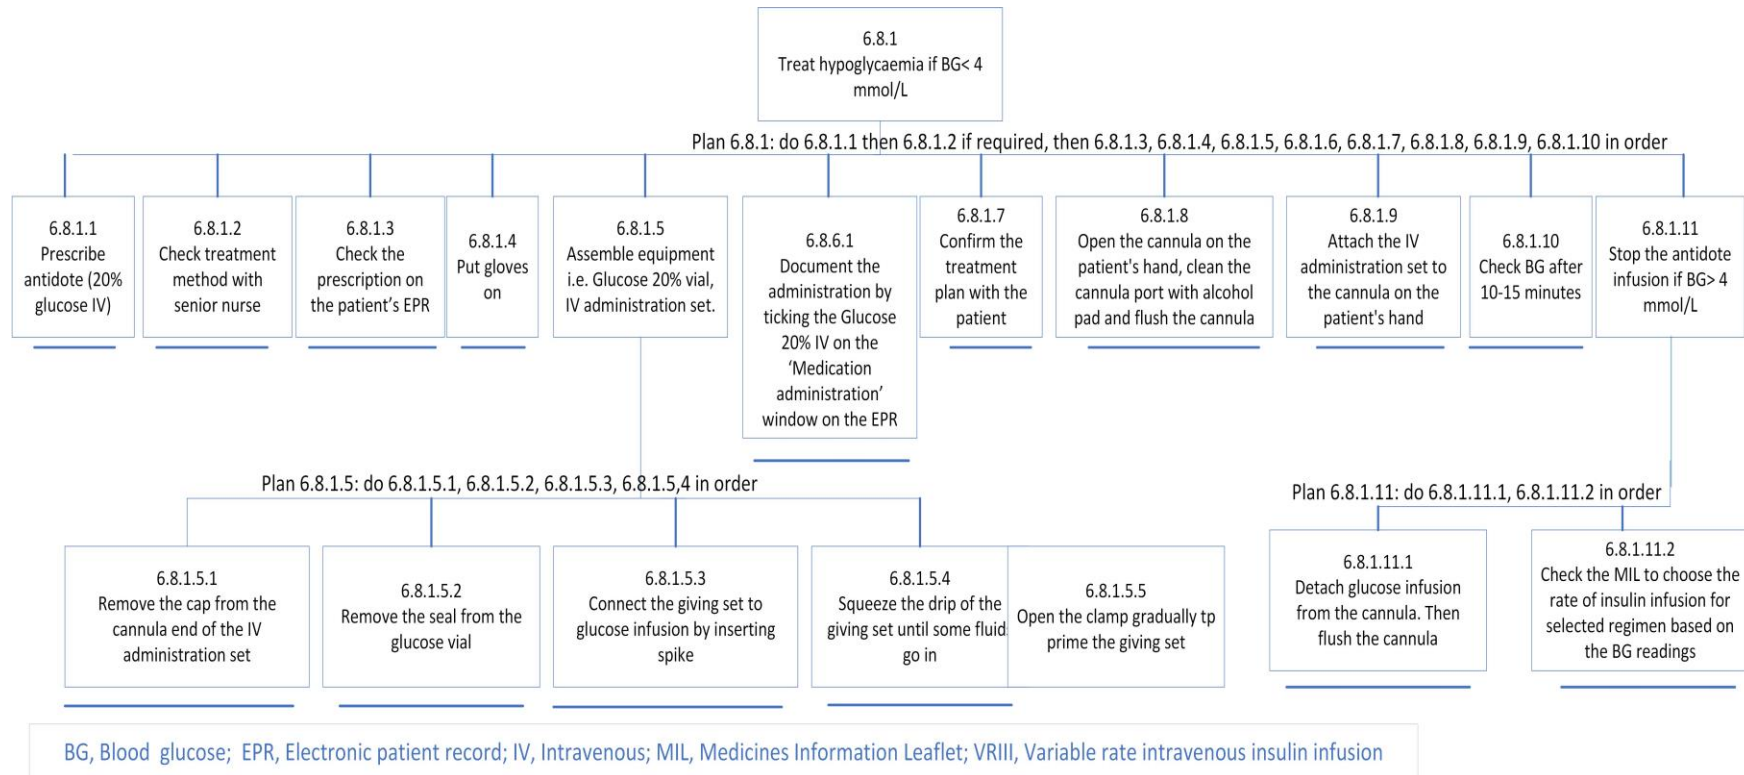 6.8.1
Treat hypoglycaemia if BG< 4
mmol/L
Plan 6.8.1: do 6.8.1.1 then 6.8.1.2 if required, then 6.8.1.3, 6.8.1.4, 6.8.1.5, 6.8.1.6, 6.8.1.7, 6.8.1.8, 6.8.1.9, 6.8.1.10 in order
6.8.1.1
Prescribe
antidote (20%
glucose IV)
6.8.1.2
Check treatment
method with
senior nurse
6.8.1.3
Check the
prescription on
the patient’s EPR
6.8.1.4
Put gloves
on
6.8.1.5
Assemble equipment
i.e. Glucose 20% vial,
IV administration set.
6.8.6.1
Document the
administration by
ticking the Glucose
20% IV on the
‘Medication
administration’
window on the EPR
6.8.1.7
Confirm the
treatment
plan with the
patient
6.8.1.8
Open the cannula on the
patient's hand, clean the
cannula port with alcohol
pad and flush the cannula
6.8.1.9
Attach the IV
administration set to
the cannula on the
patient's hand
6.8.1.10
Check BG after
10-15 minutes
6.8.1.11
Stop the antidote
infusion if BG> 4
mmol/L
Plan 6.8.1.5: do 6.8.1.5.1, 6.8.1.5.2, 6.8.1.5.3, 6.8.1.5,4 in order
6.8.1.5.1
Remove the cap from the
cannula end of the IV
administration set
6.8.1.5.2
Remove the seal from the
glucose vial
6.8.1.5.3
Connect the giving set to
glucose infusion by inserting
spike
6.8.1.5.4
Squeeze the drip of the
giving set until some fluid
go in
6.8.1.5.5
Open the clamp gradually tp
prime the giving set
Plan 6.8.1.11: do 6.8.1.11.1, 6.8.1.11.2 in order
6.8.1.11.1
Detach glucose infusion
from the cannula. Then
flush the cannula
6.8.1.11.2
Check the MIL to choose the
rate of insulin infusion for
selected regimen based on
the BG readings
BG, Blood glucose; EPR, Electronic patient record; IV, Intravenous; MIL, Medicines Information Leaflet; VRIII, Variable rate intravenous insulin infusion